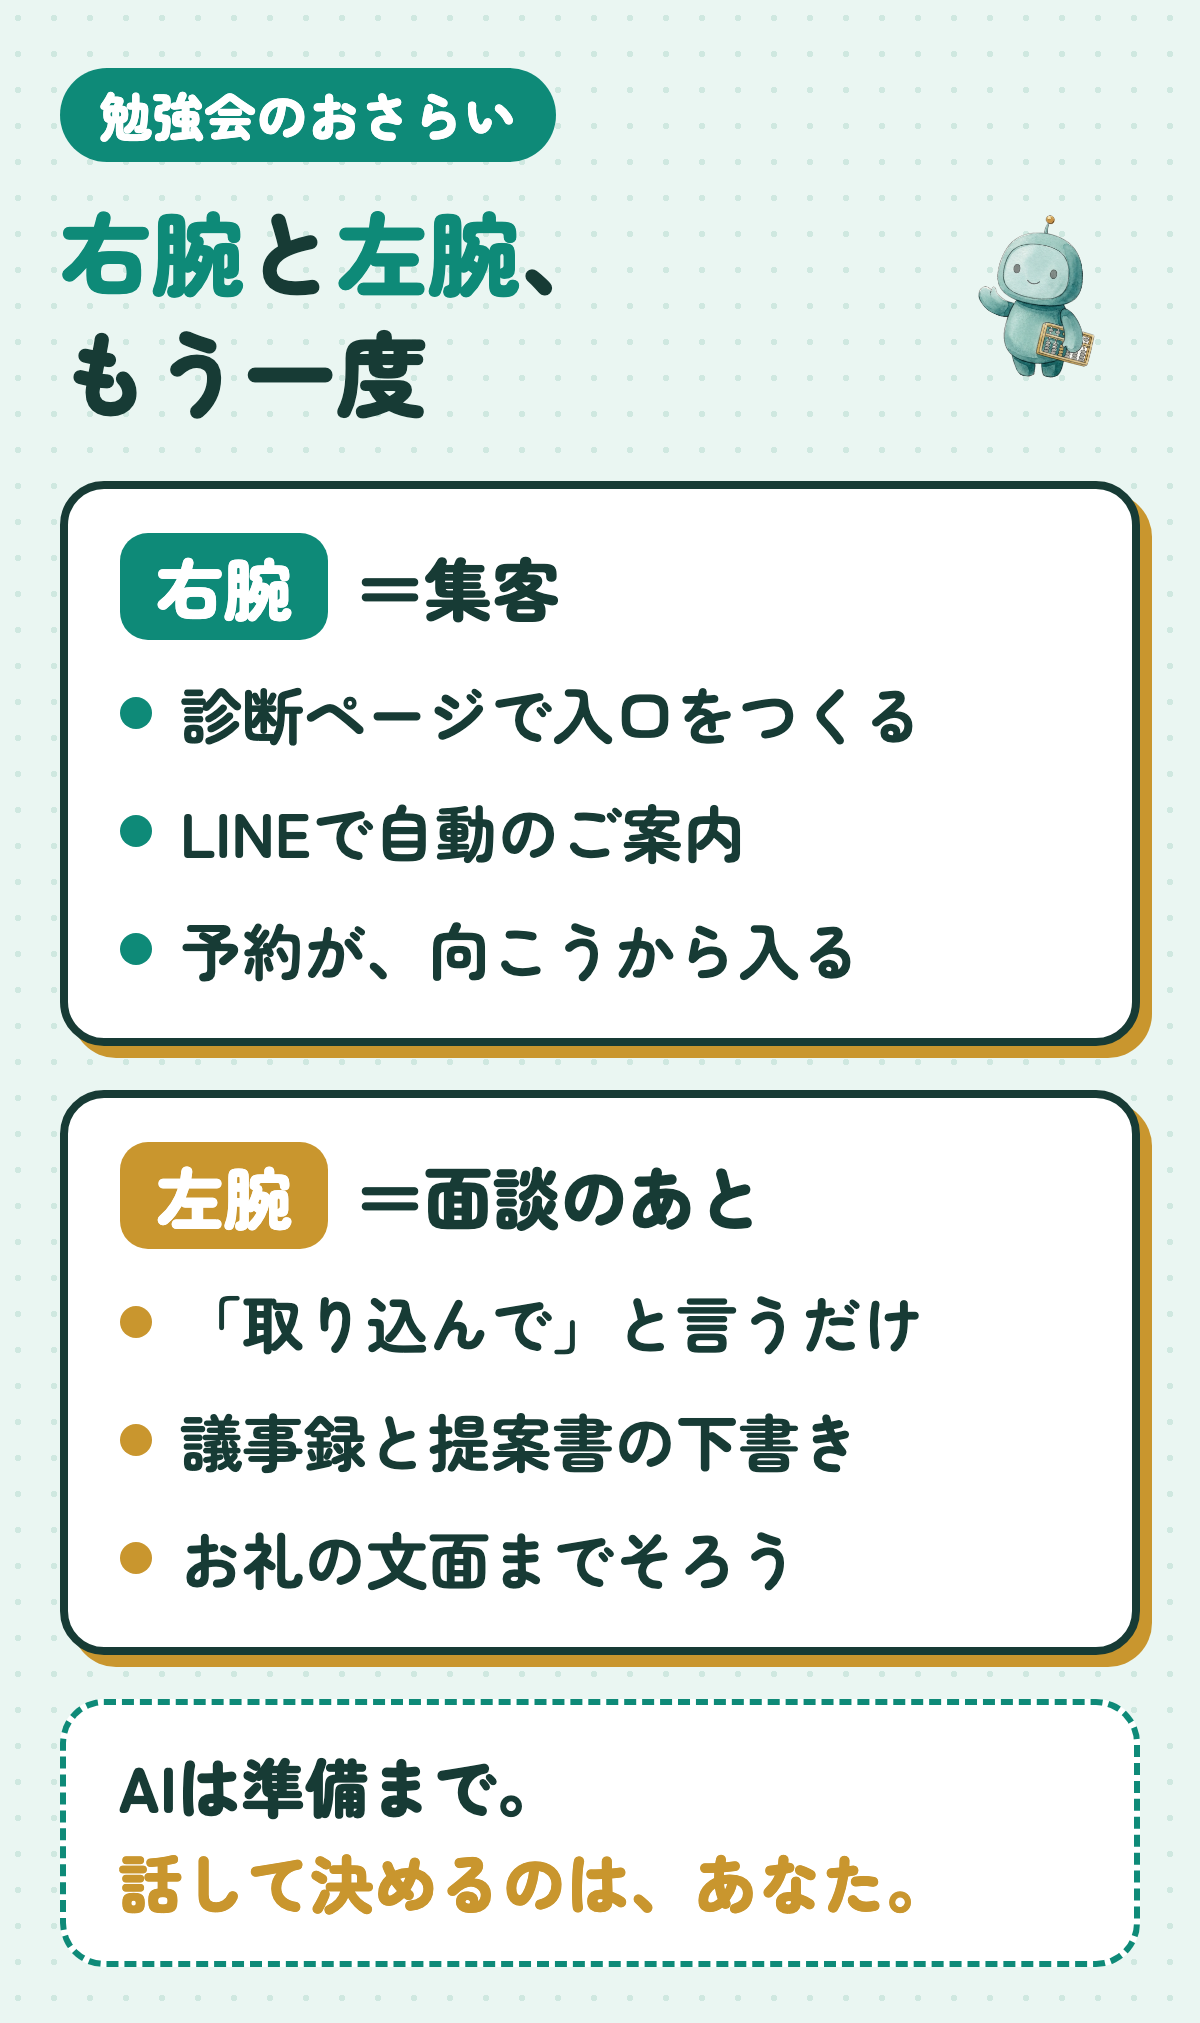 勉強会のおさらい
右腕と左腕、
もう一度
右腕 ＝集客
診断ページで入口をつくる
LINEで自動のご案内
予約が、向こうから入る
左腕 ＝面談のあと
「取り込んで」と言うだけ
議事録と提案書の下書き
お礼の文面までそろう
AIは準備まで。
話して決めるのは、あなた。